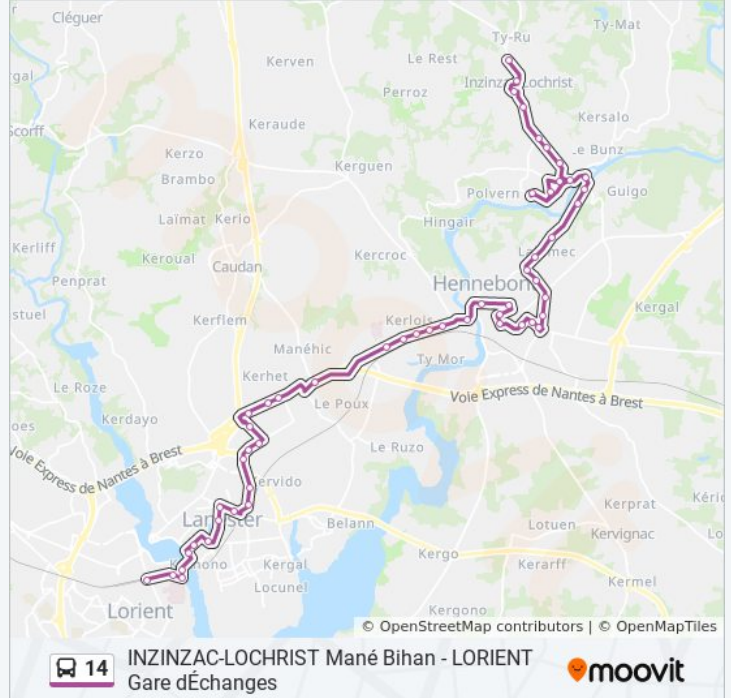 Cléguer
Ty-Ru
Ty-Mat
Le Rest
Kerven
Inzinzac-Lochrist
Perroz
Scorff
Keraude
Kersalo
Kerzo
Le Bunz
Kerguen
Brambo
Polvern
Guigo
Laïmat
Kerio
Hingair
Kerliff
Keroual
Caudan
Kercroc
Penprat
Hennebont
Kergal
Kerflem
Kerlois
Manéhic
Ty Mor
Kerhet
Le Roze
Le Poux
Voie Express de Nantes à Brest
Kerdayo
Voie Express de Nantes à Brest
Le Ruzo
Kervido
Lanester
Belann
Kerprat
Lotuen
Kervignac
Kergo
Kergal
Kerarff
Locunel
Kermel
Lorient
Kergono
© OpenStreetMap contributors | © OpenMapTiles
14
INZINZAC-LOCHRIST Mané Bihan - LORIENT
Gare dÉchanges
moovit